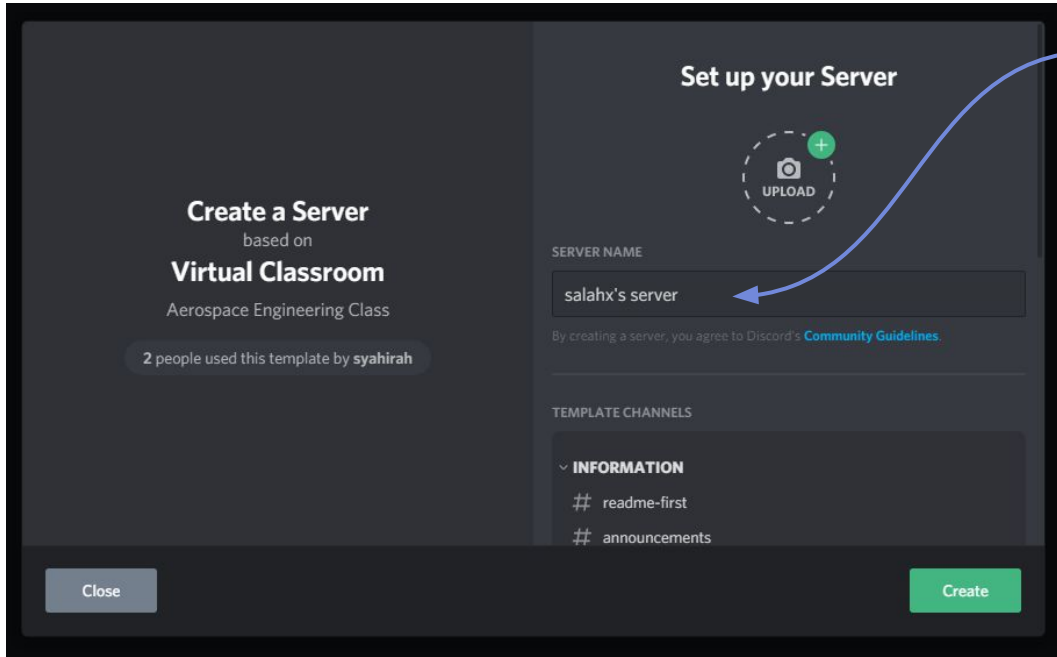 Create a Server
based on
Virtual Classroom
Aerospace Engineering Class
2 people used this template by syahirah
Set up your Server
UPLOAD
SERVER NAME
salahx's server
By creating a server, you agree to Discord's Community Guidelines.
TEMPLATE CHANNELS
INFORMATION
# readme-first
# announcements
Close
Create